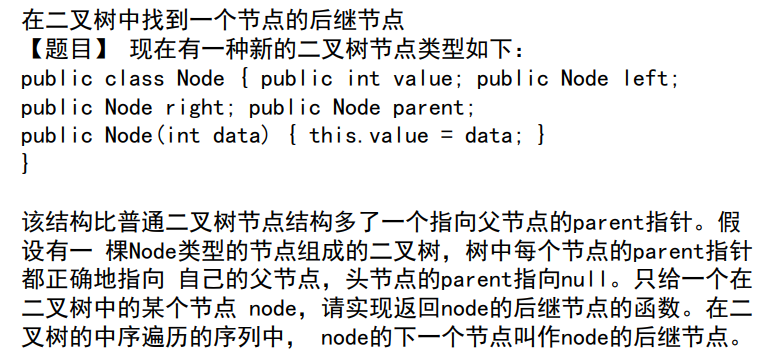 在二叉树中找到一个节点的后继节点
【题目】 现在有一种新的二叉树节点类型如下：
public class Node { public int value; public Node left;
public Node right; public Node parent;
public Node(int data) { this.value = data; }
}
该结构比普通二叉树节点结构多了一个指向父节点的parent指针。假
设有一 棵Node类型的节点组成的二叉树，树中每个节点的parent指针
都正确地指向 自己的父节点，头节点的parent指向null。只给一个在
二叉树中的某个节点 node，请实现返回node的后继节点的函数。在二
叉树的中序遍历的序列中， node的下一个节点叫作node的后继节点。